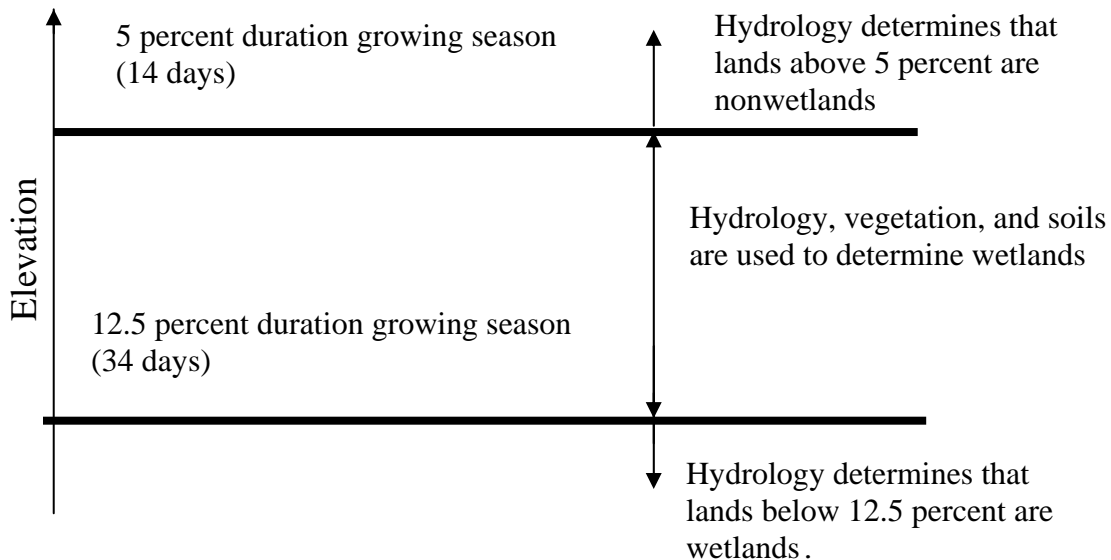 5 percent duration growing season
(14 days)
Hydrology determines that
lands above 5 percent are
nonwetlands
Elevation
Hydrology, vegetation, and soils
are used to determine wetlands
12.5 percent duration growing season
(34 days)
Hydrology determines that
lands below 12.5 percent are
wetlands.